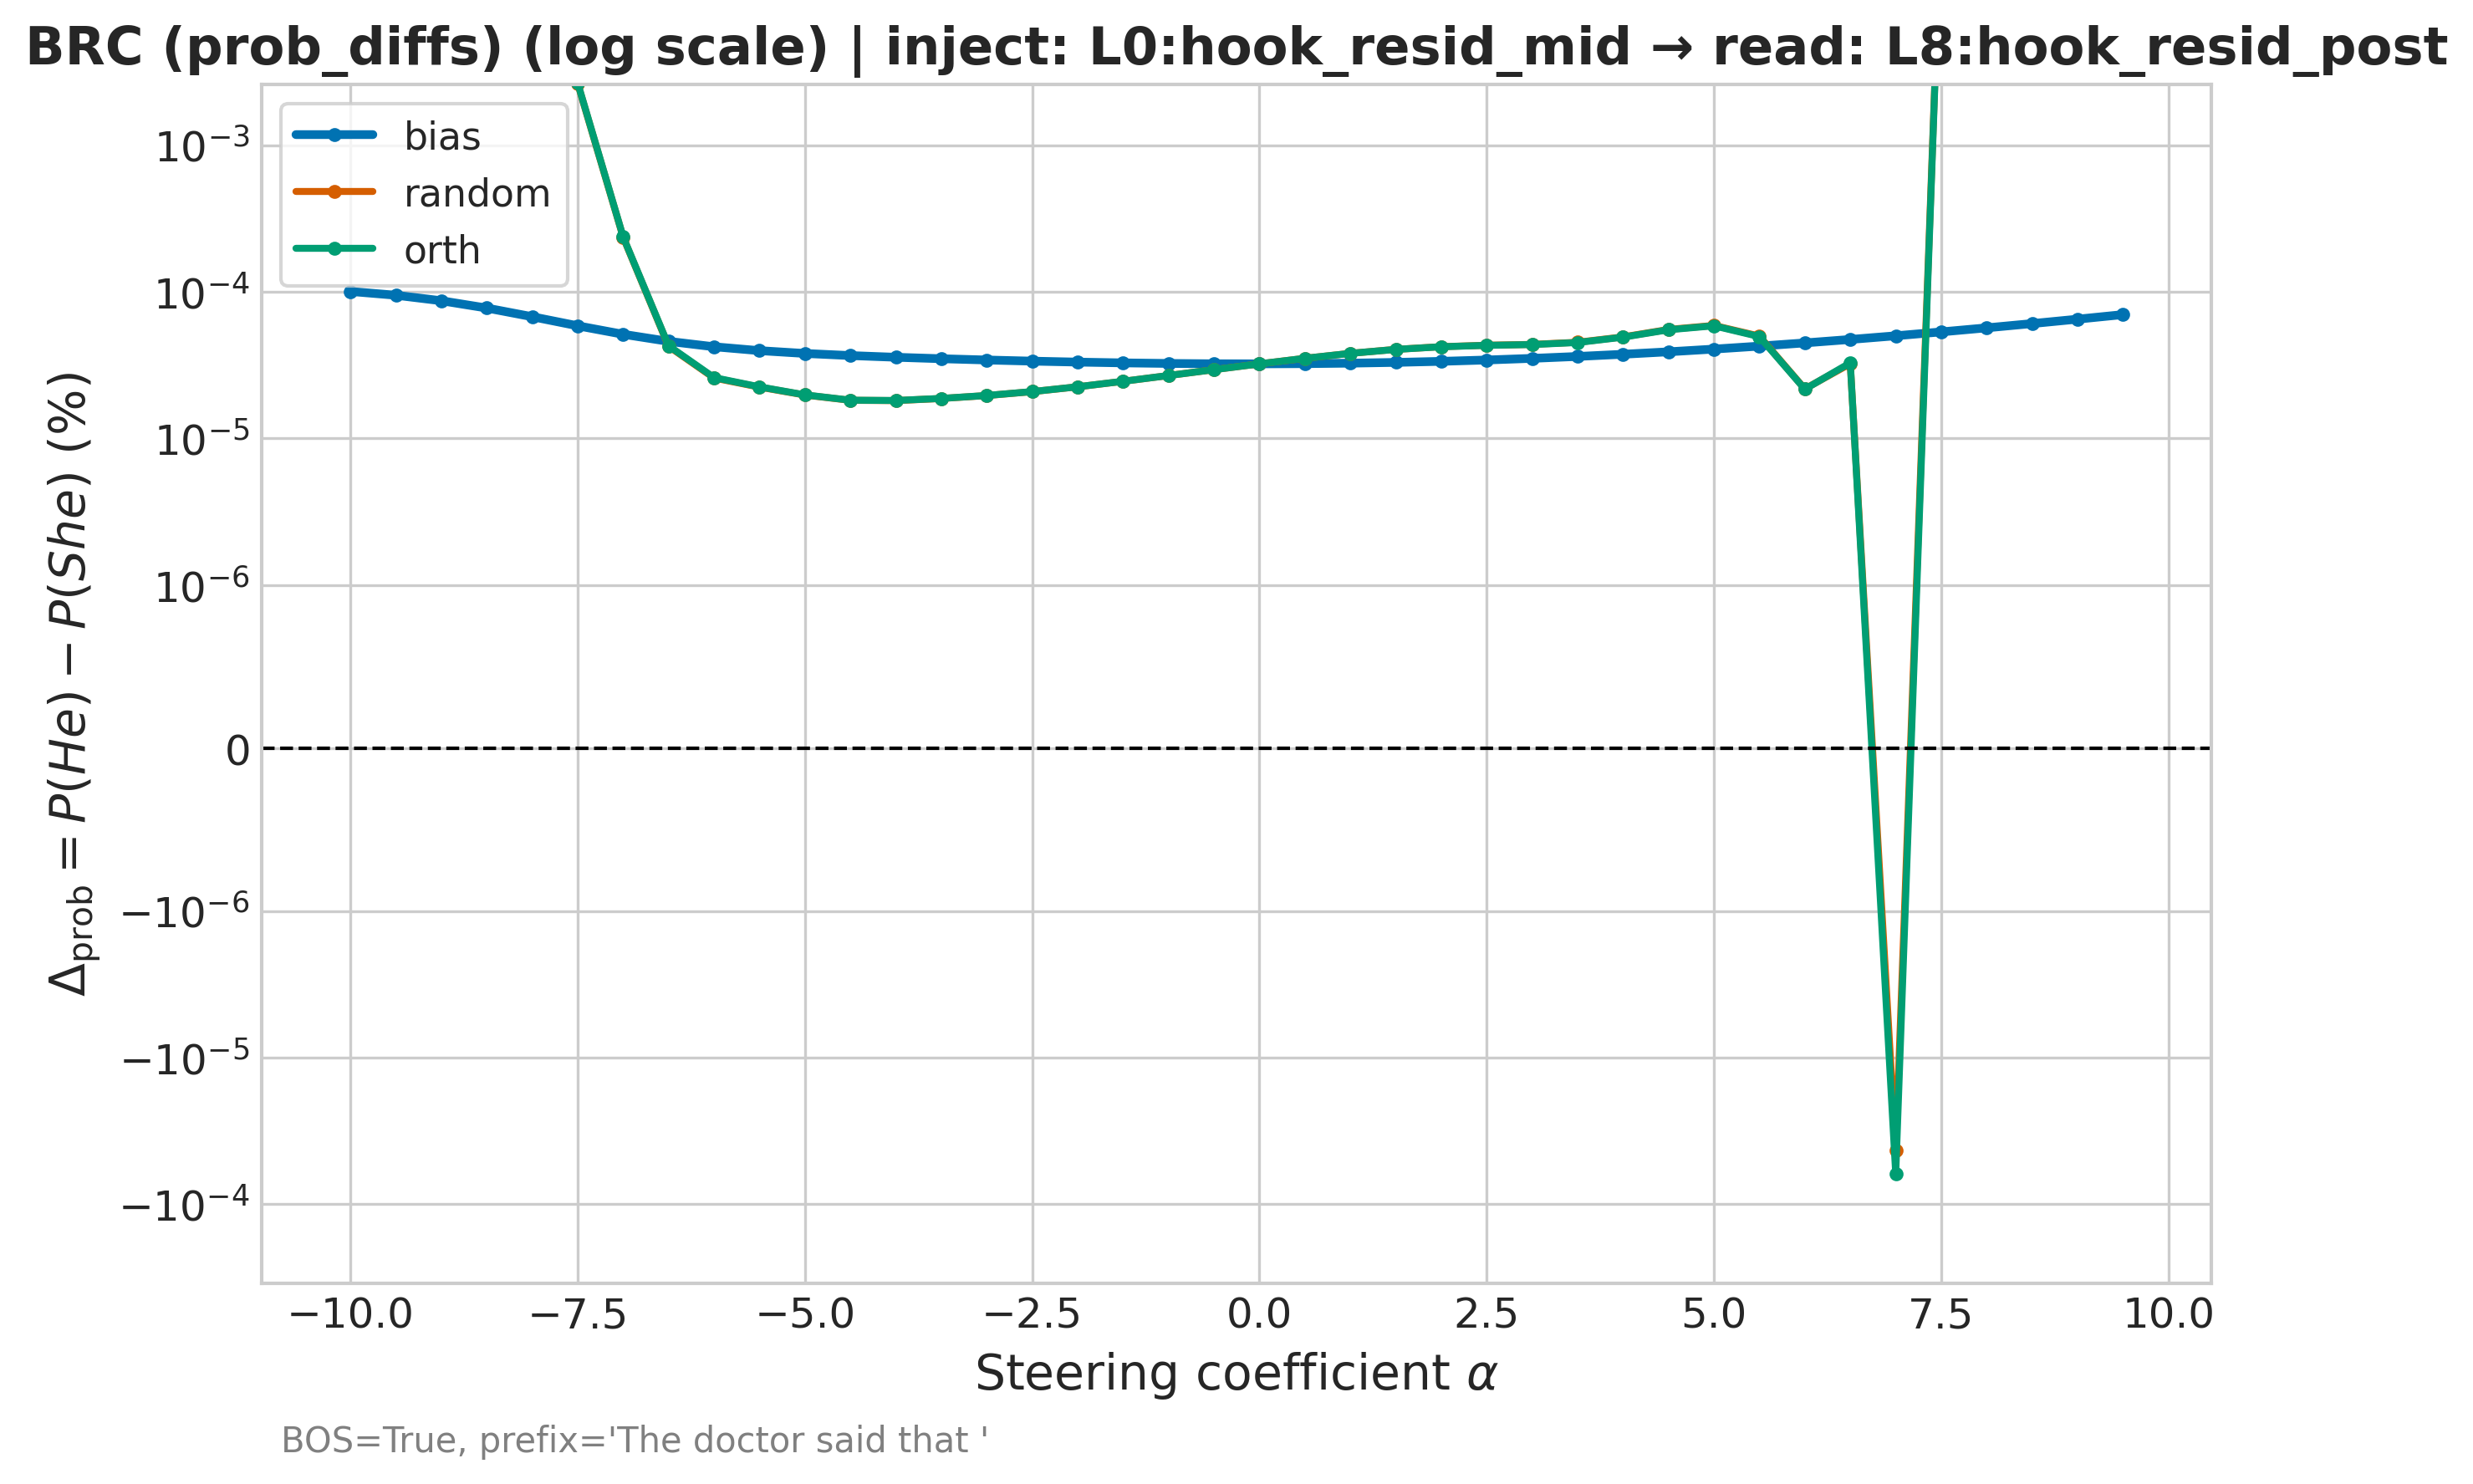 BRC (prob_diffs) (log scale) | inject: L0:hook_resid_mid → read: L8:hook_resid_post
bias
random
orth
10⁻³
10⁻⁴
10⁻⁵
10⁻⁶
0
−10⁻⁶
−10⁻⁵
−10⁻⁴
Δprob = P(He) − P(She) (%)
−10.0 −7.5 −5.0 −2.5 0.0 2.5 5.0 7.5 10.0
Steering coefficient α
BOS=True, prefix='The doctor said that '